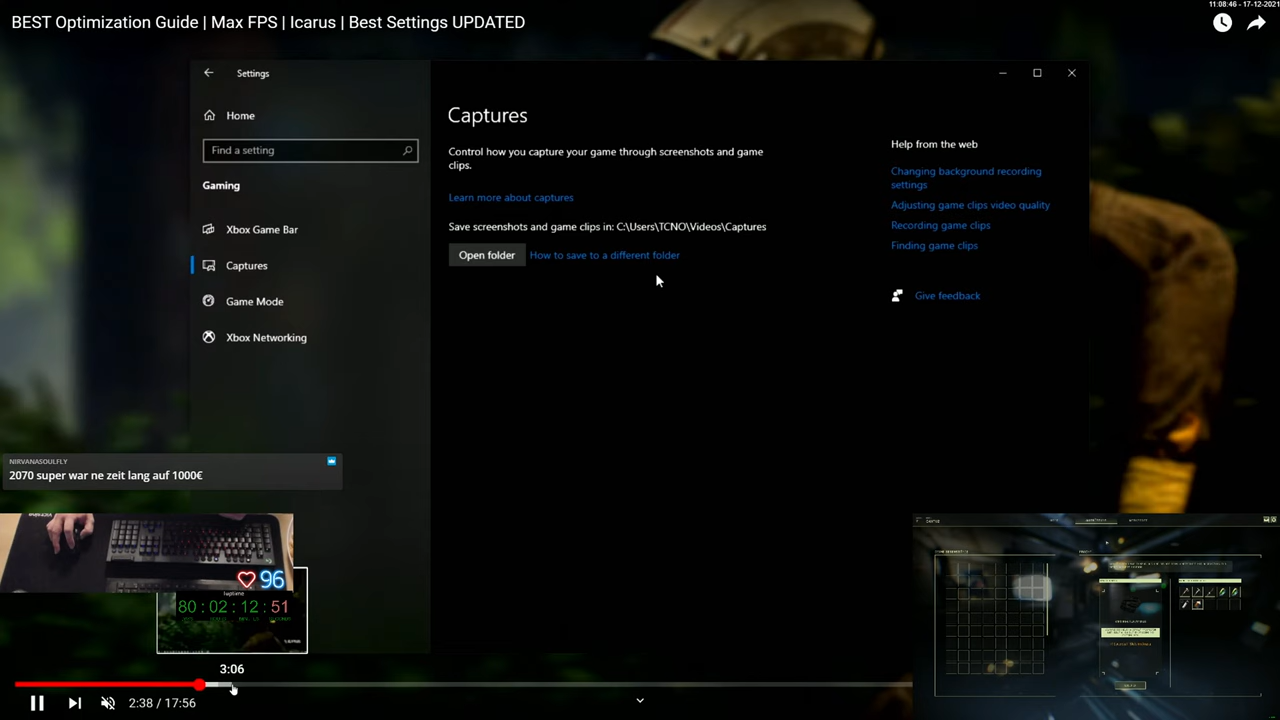 11:08:46 - 17-12-2021
BEST Optimization Guide | Max FPS | Icarus | Best Settings UPDATED
Settings
Home
Find a setting
Gaming
Xbox Game Bar
Captures
Game Mode
Xbox Networking
Captures
Control how you capture your game through screenshots and game
clips.
Learn more about captures
Save screenshots and game clips in: C:\Users\TCNO\Videos\Captures
Open folder
How to save to a different folder
Help from the web
Changing background recording
settings
Adjusting game clips video quality
Recording game clips
Finding game clips
Give feedback
NIRVANASOULFLY
2070 super war ne zeit lang auf 1000€
96
80:02:12:51
3:06
2:38 / 17:56